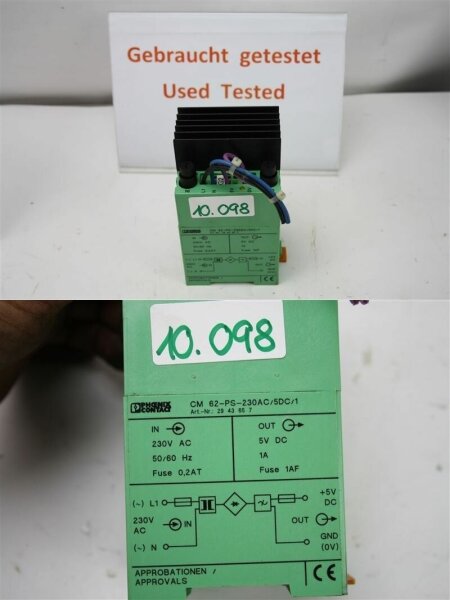 Gebraucht getestet
Used Tested
10.098
10.098
PHOENIX
CONTACT
CM 62-PS-230AC/5DC/1
Art.-Nr.: 29 43 66 7
IN
230V AC
50/60 Hz
Fuse 0,2AT
OUT
5V DC
1A
Fuse 1AF
(~) L1
+5V
DC
230V
AC
IN
OUT
(~) N
GND
(0V)
APPROBATIONEN /
APPROVALS
CE